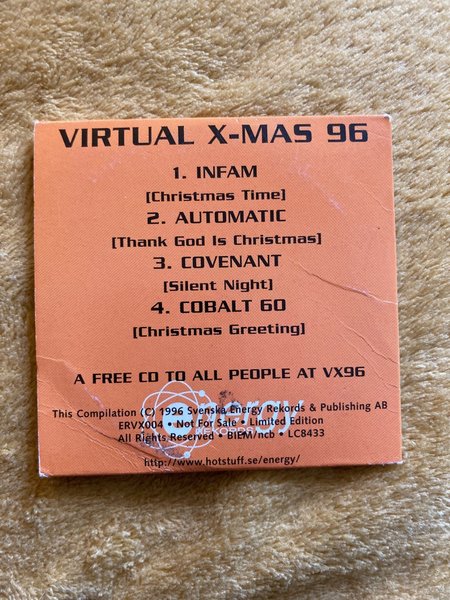 VIRTUAL X-MAS 96
1. INFAM
[Christmas Time]
2. AUTOMATIC
[Thank God Is Christmas]
3. COVENANT
[Silent Night]
4. COBALT 60
[Christmas Greeting]
A FREE CD TO ALL PEOPLE AT VX96
energy
REKORDS
This Compilation (C) 1996 Svenska Energy Rekords & Publishing AB
ERVX004 • Not For Sale • Limited Edition
All Rights Reserved • BIEM/ncb • LC8433
http://www.hotstuff.se/energy/